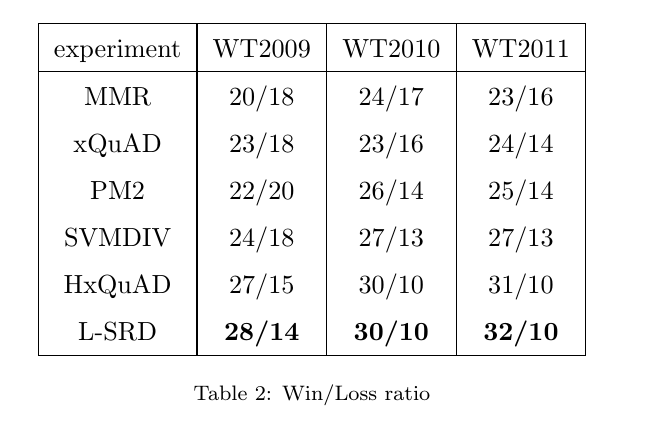 experiment WT2009 WT2010 WT2011
MMR 20/18 24/17 23/16
xQuAD 23/18 23/16 24/14
PM2 22/20 26/14 25/14
SVMDIV 24/18 27/13 27/13
HxQuAD 27/15 30/10 31/10
L-SRD 28/14 30/10 32/10
Table 2: Win/Loss ratio